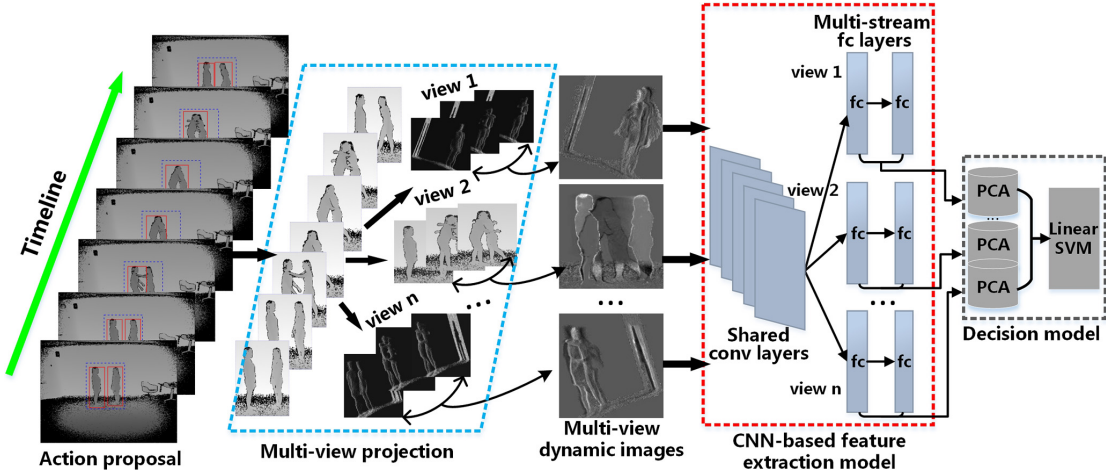 Timeline
Action proposal
view 1
view 2
...
view n
Multi-view projection
...
Multi-view
dynamic images
Multi-stream
fc layers
view 1
fc
fc
view 2
fc
fc
...
fc
fc
view n
Shared
conv layers
CNN-based feature
extraction model
PCA
...
PCA
PCA
Linear
SVM
Decision model